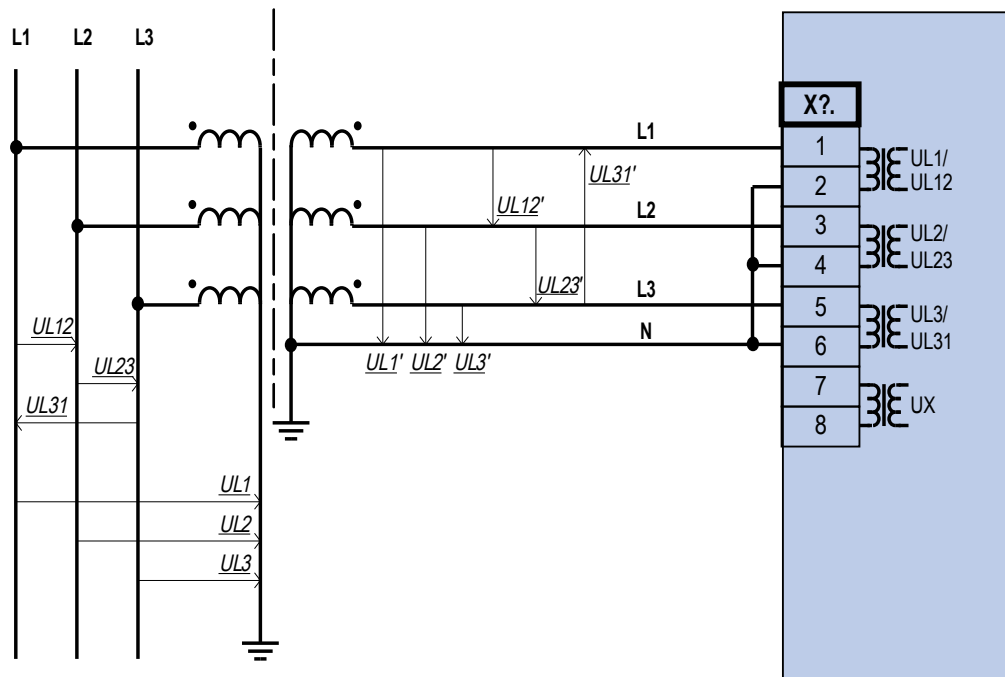 L1 L2 L3
X?.
L1
1
UL1/
UL31'
2
UL12
UL12'
L2
3
UL2/
4
UL23
UL23'
L3
5
UL3/
UL12
N
6
UL31
UL23
UL1' UL2' UL3'
7
UL31
8
UX
UL1
UL2
UL3